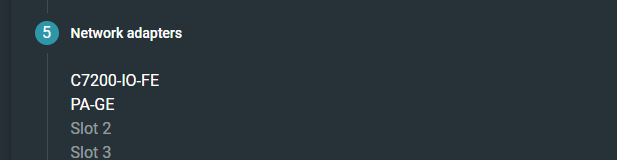 5 Network adapters
C7200-IO-FE
PA-GE
Slot 2
Slot 3